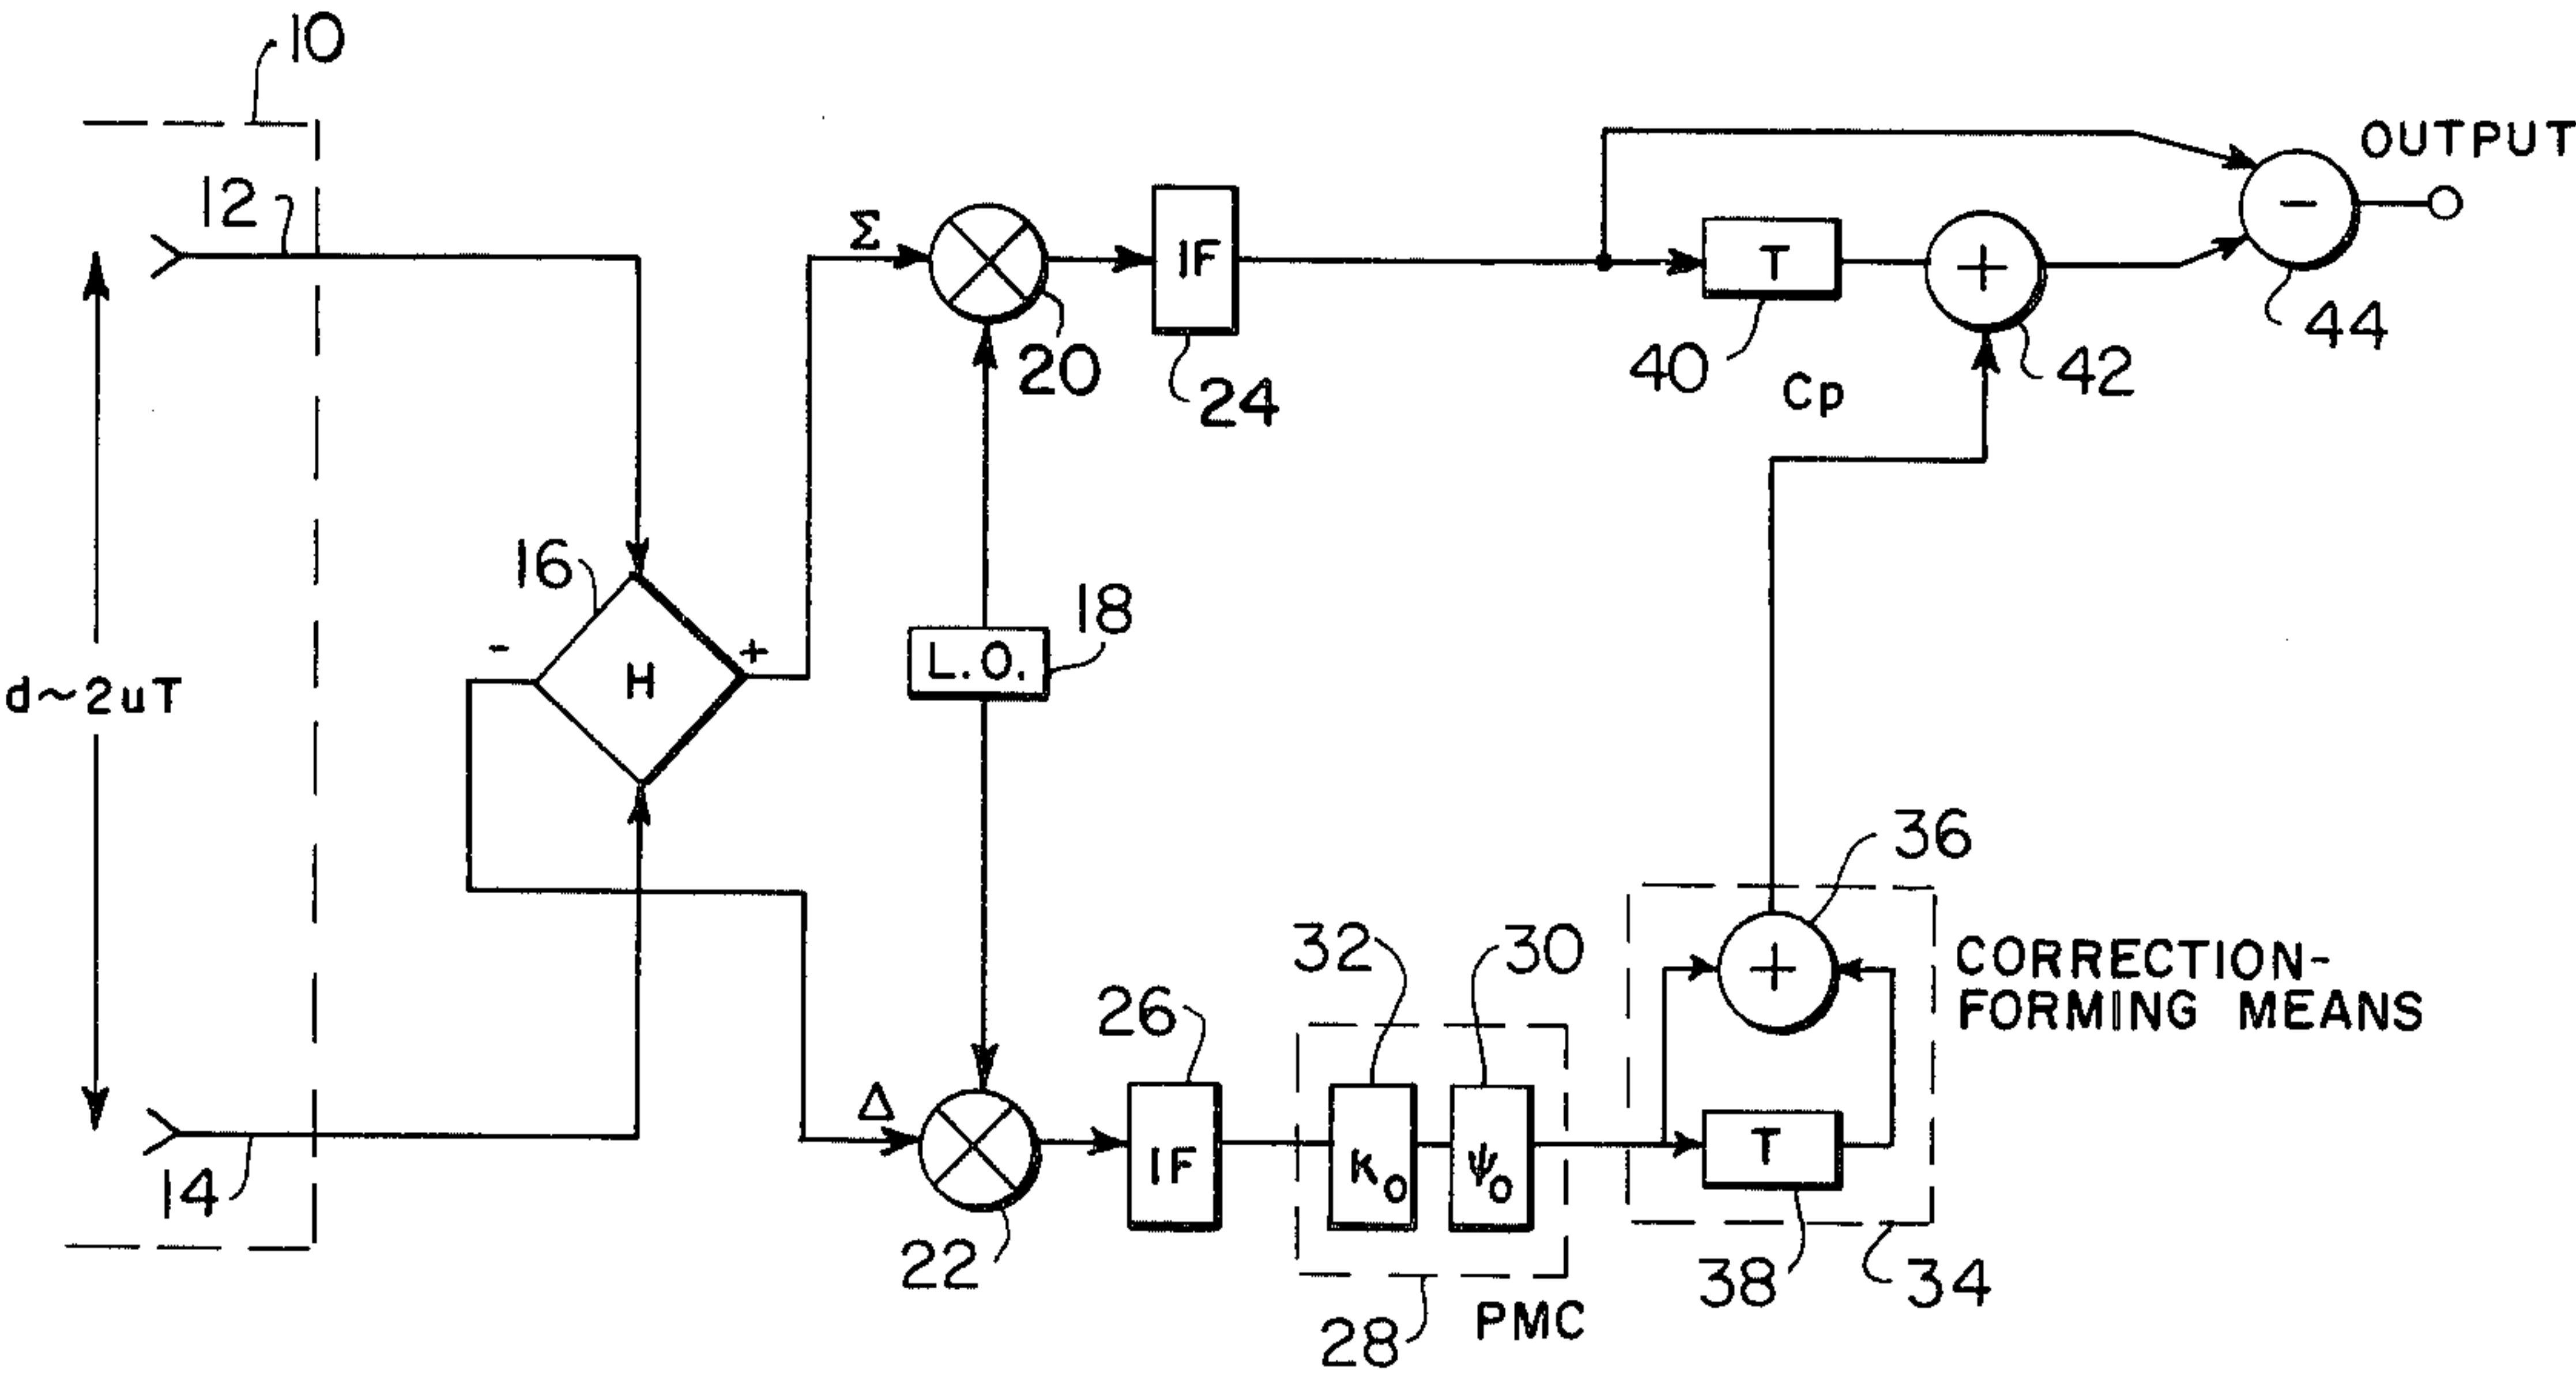 10
OUTPUT
12
Σ
IF
T
+
-
20
24
40
Cp
42
44
16
-
+
H
L.O.
18
d~2uT
36
+
CORRECTION-
FORMING MEANS
32
30
26
Δ
IF
K₀
ψ₀
T
14
22
28
PMC
38
34